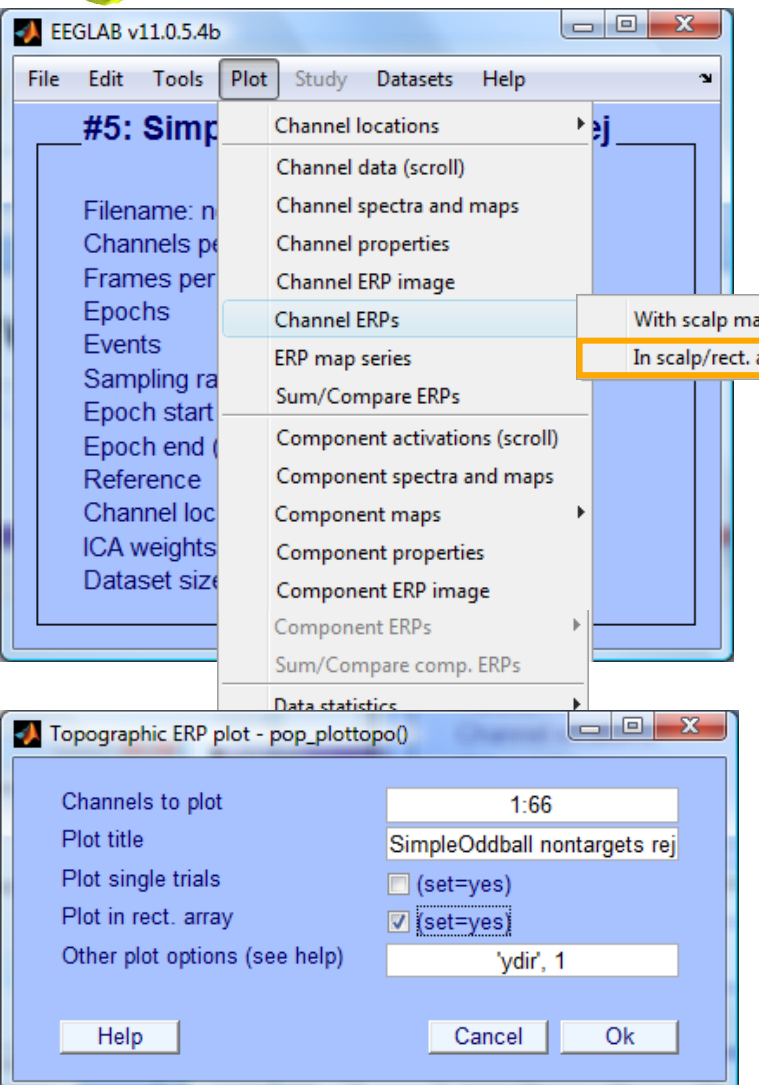 EEGLAB v11.0.5.4b
File Edit Tools Plot Study Datasets Help
#5: Simp ej
Filename: n
Channels pe
Frames per
Epochs
Events
Sampling ra
Epoch start
Epoch end (
Reference
Channel loc
ICA weights
Dataset size
Channel locations
Channel data (scroll)
Channel spectra and maps
Channel properties
Channel ERP image
Channel ERPs
ERP map series
Sum/Compare ERPs
Component activations (scroll)
Component spectra and maps
Component maps
Component properties
Component ERP image
Component ERPs
Sum/Compare comp. ERPs
Data statistics
With scalp ma
In scalp/rect. a
Topographic ERP plot - pop_plottopo()
Channels to plot 1:66
Plot title SimpleOddball nontargets rej
Plot single trials (set=yes)
Plot in rect. array (set=yes)
Other plot options (see help) 'ydir', 1
Help Cancel Ok